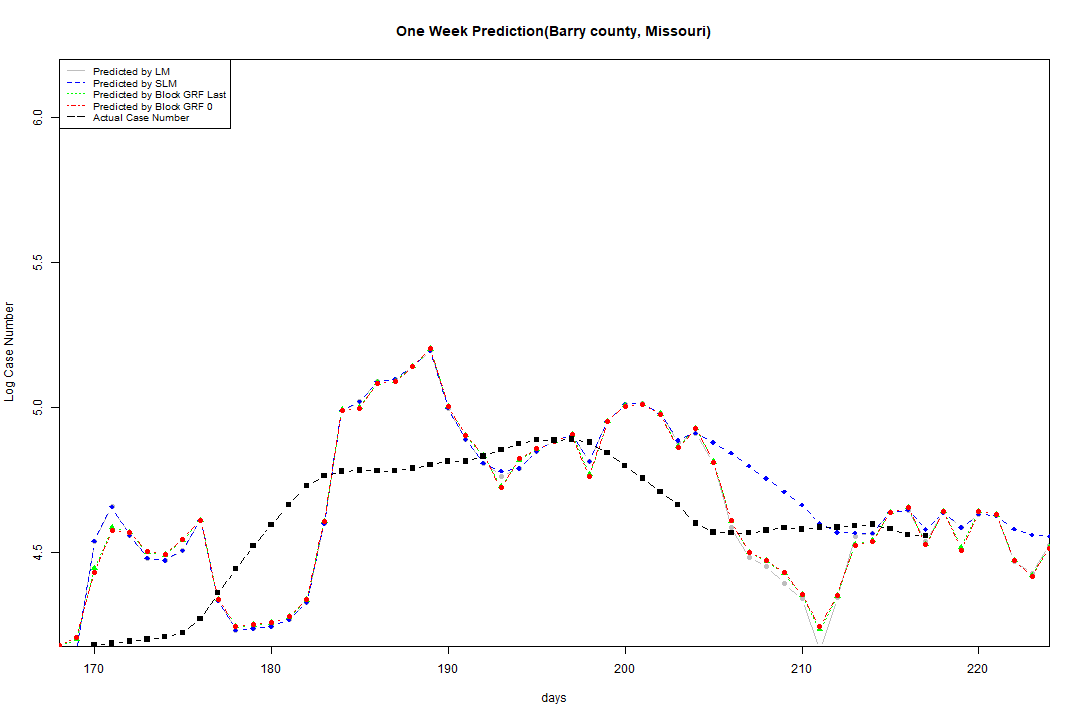 One Week Prediction(Barry county, Missouri)
Predicted by LM
Predicted by SLM
Predicted by Block GRF Last
Predicted by Block GRF 0
Actual Case Number
6.0
5.5
5.0
4.5
Log Case Number
170 180 190 200 210 220
days